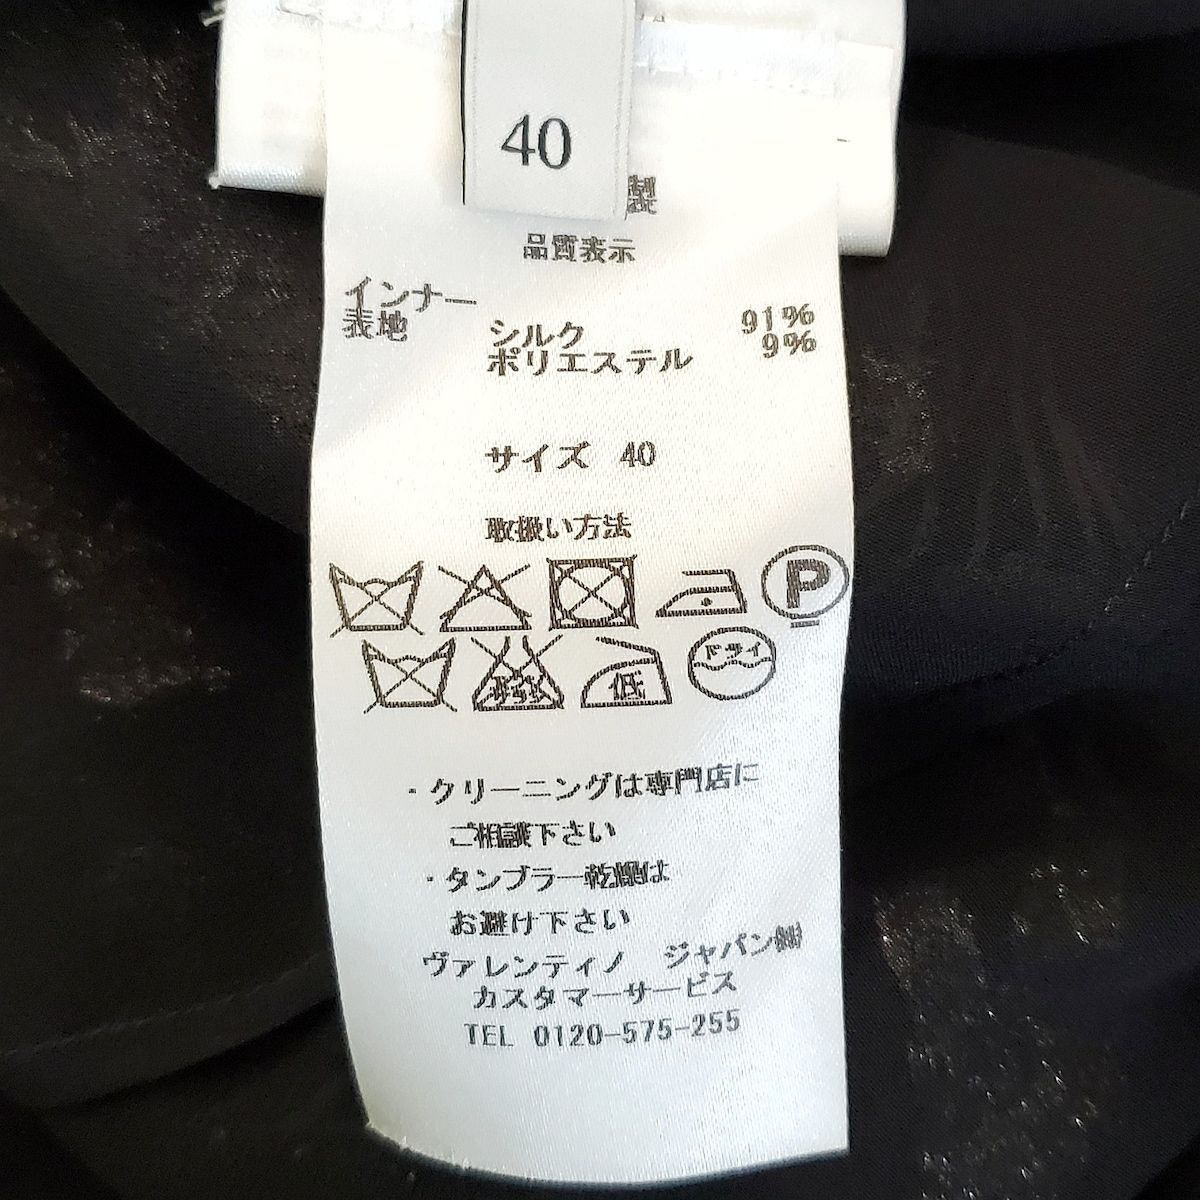 40
製
品質表示
インナー
表地
シルク 91%
ポリエステル 9%
サイズ 40
取扱い方法
P
低 ドライ
・クリーニングは専門店に
ご相談下さい
・タンブラー乾燥は
お避け下さい
ヴァレンティノ ジャパン㈱
カスタマーサービス
TEL 0120-575-255